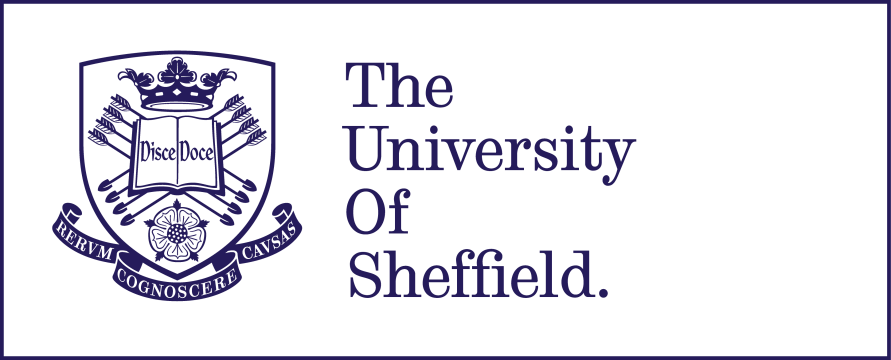 Disce Doce
RERVM COGNOSCERE CAVSAS
The
University
Of
Sheffield.